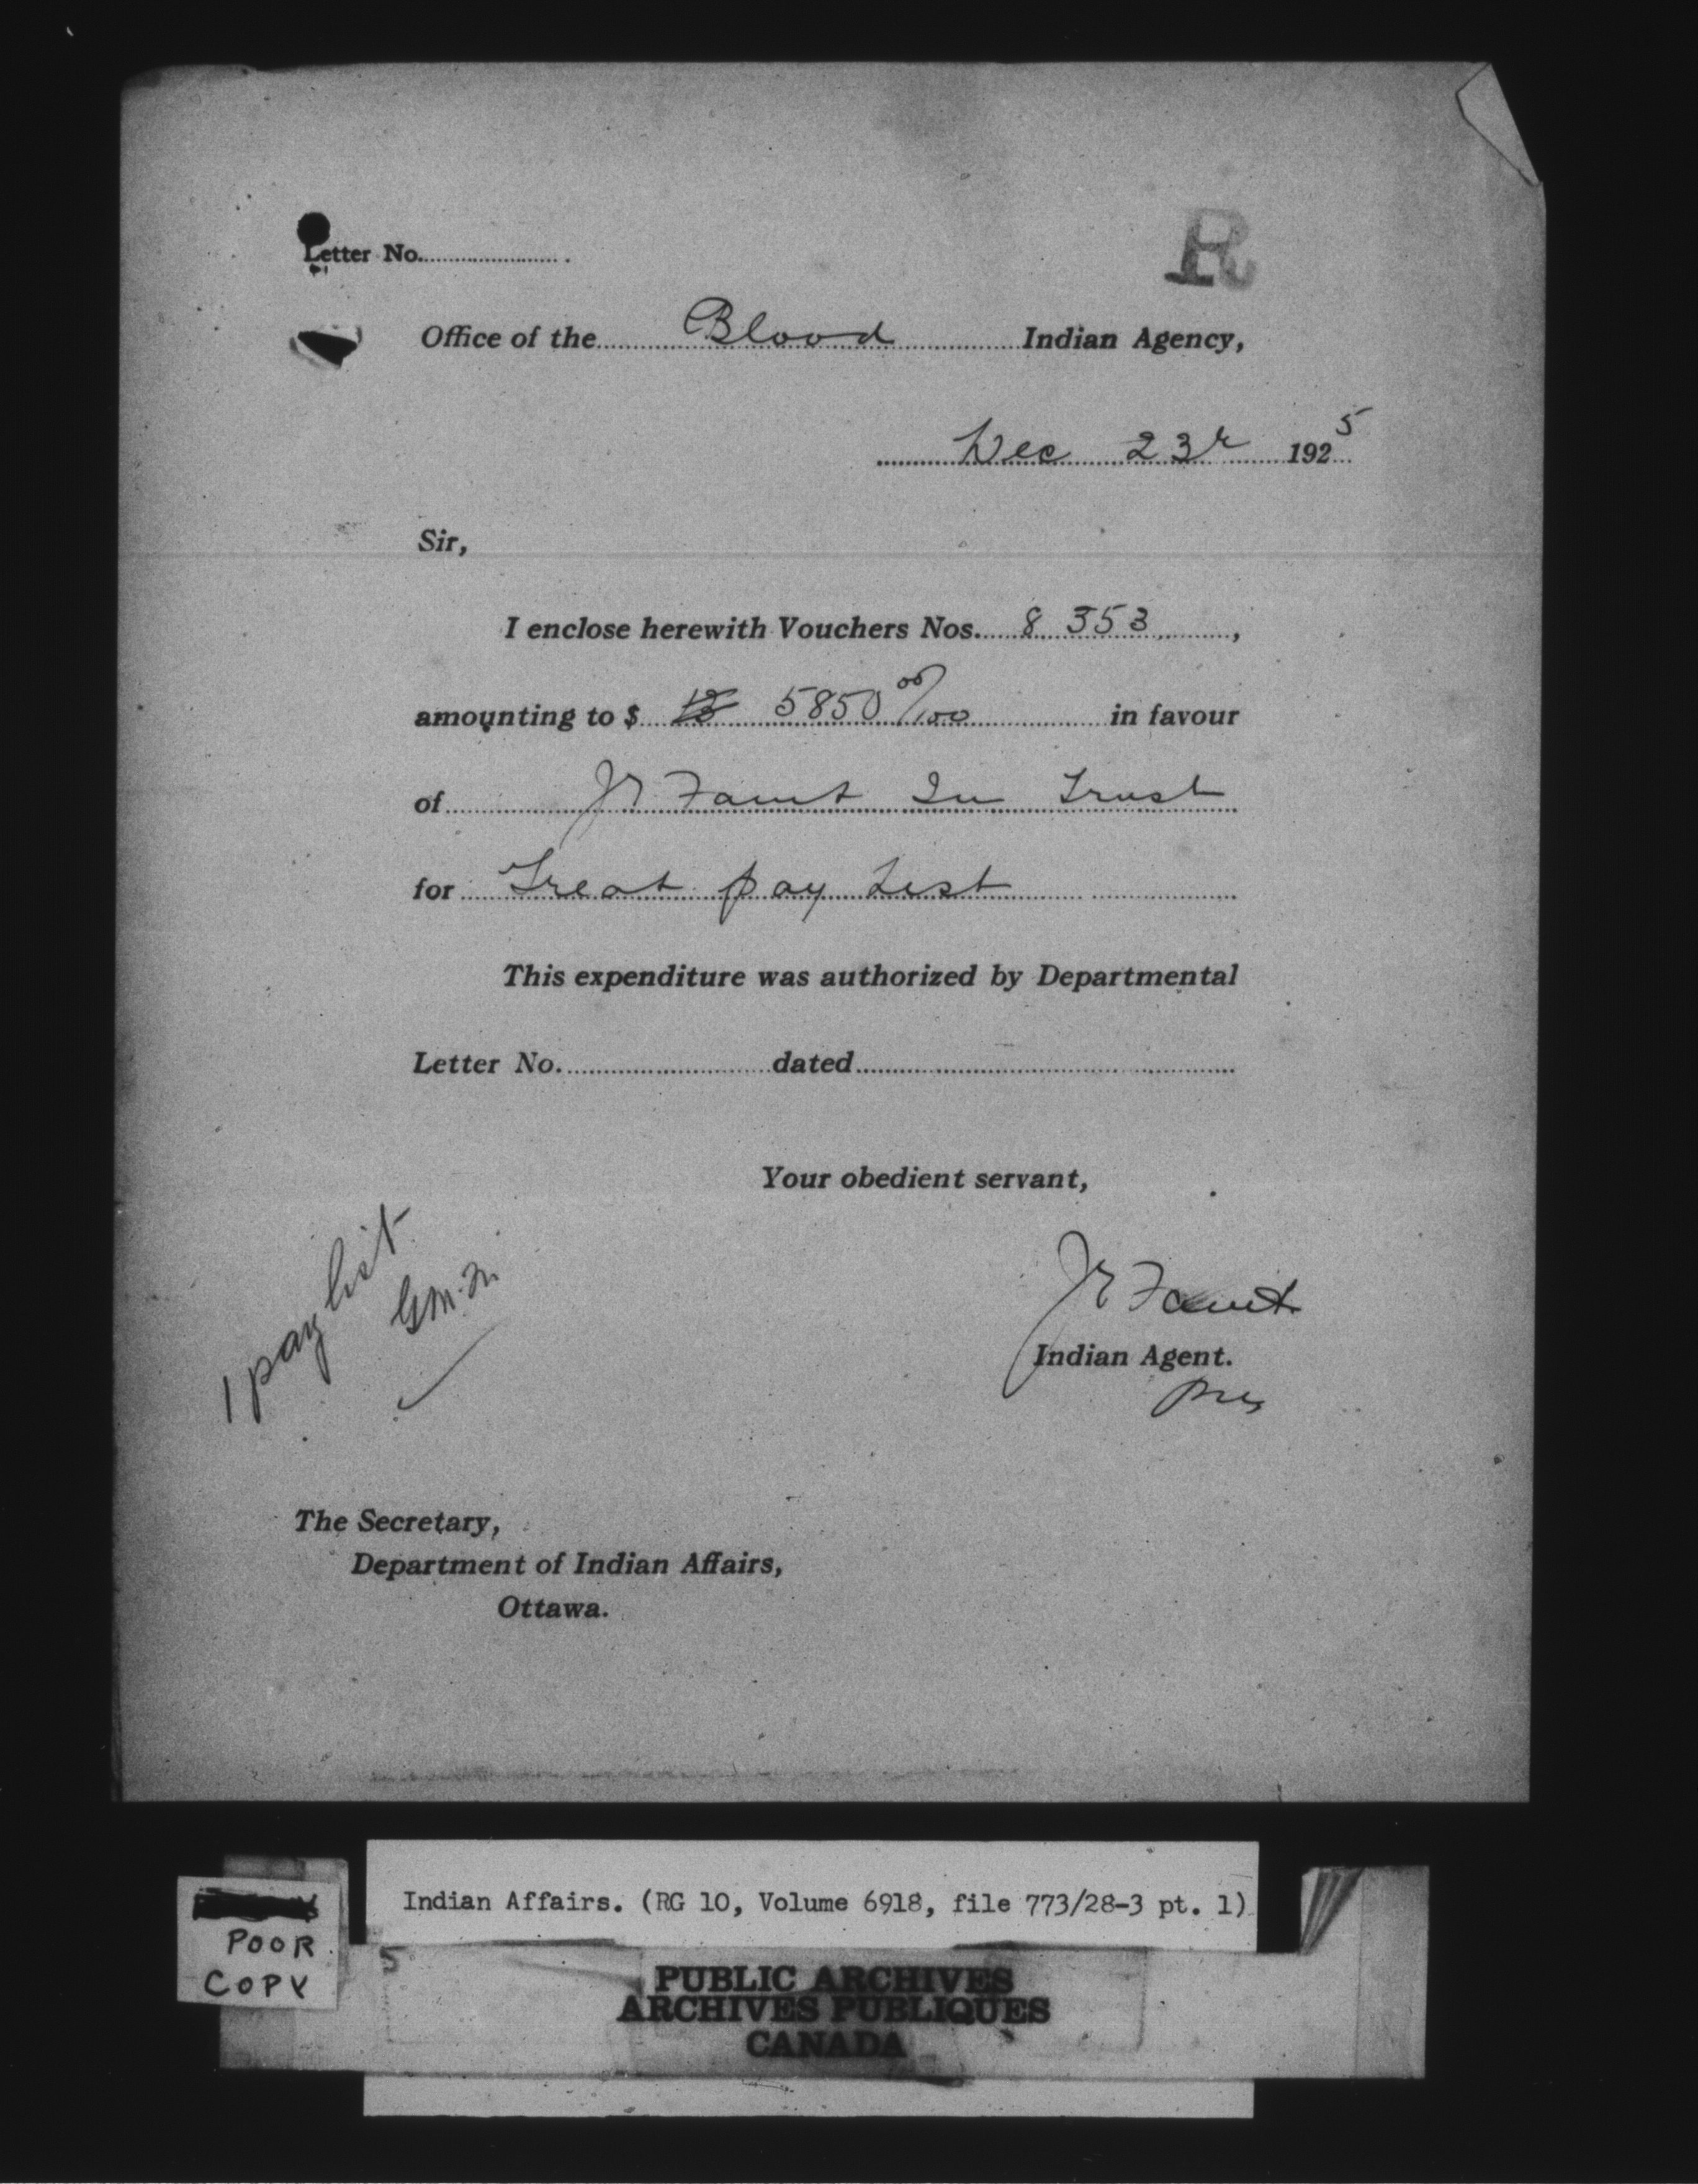 R
Letter No.
Office of the Blood Indian Agency,
Dec 23r 1925
Sir,
I enclose herewith Vouchers Nos. 8 353,
amounting to $ 5850 00/100 in favour
of J Faunt In Trust
for Treat pay List
This expenditure was authorized by Departmental
Letter No. dated
Your obedient servant,
J Faunt
Indian Agent.
1 pay list
The Secretary,
Department of Indian Affairs,
Ottawa.
Indian Affairs. (RG 10, Volume 6918, file 773/28-3 pt. 1)
POOR
COPY
PUBLIC ARCHIVES
ARCHIVES PUBLIQUES
CANADA